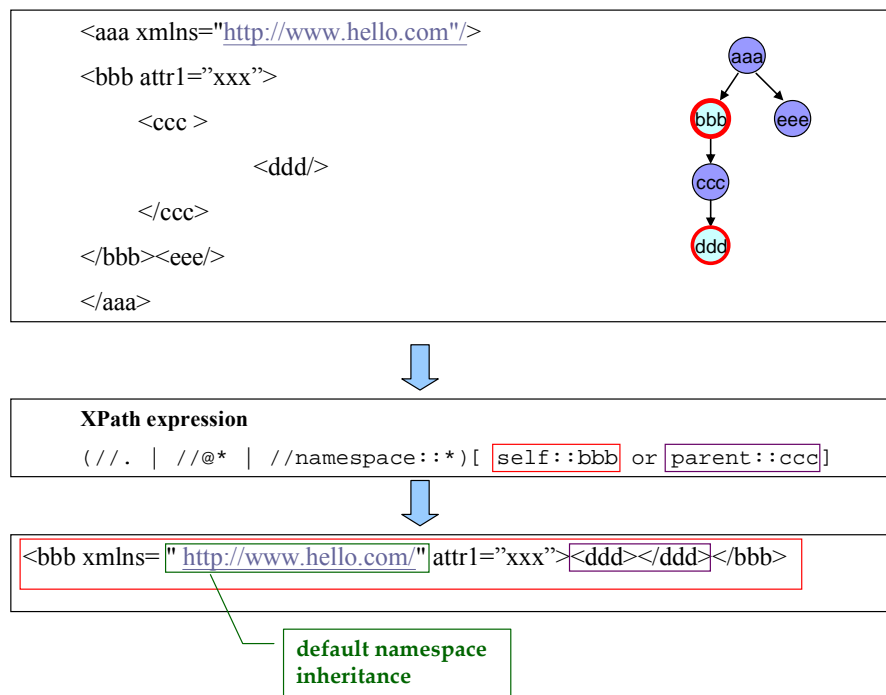 <aaa xmlns="http://www.hello.com"/>
<bbb attr1=”xxx”>
<ccc >
<ddd/>
</ccc>
</bbb><eee/>
</aaa>
aaa
bbb
eee
ccc
ddd
XPath expression
(//. | //@* | //namespace::*)[ self::bbb or parent::ccc]
<bbb xmlns= " http://www.hello.com/" attr1=”xxx”><ddd></ddd></bbb>
default namespace
inheritance